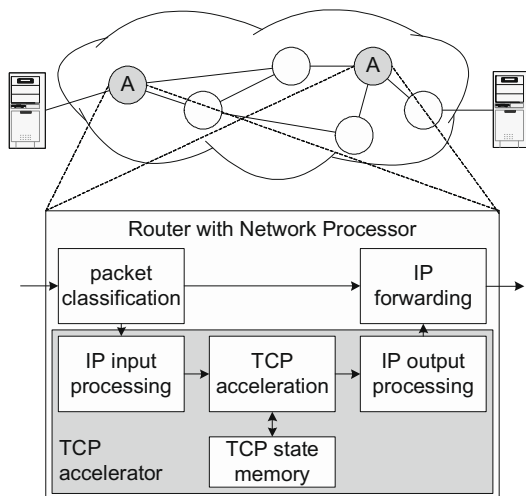 A
A
Router with Network Processor
packet
classification
IP
forwarding
IP input
processing
TCP
acceleration
IP output
processing
TCP
accelerator
TCP state
memory